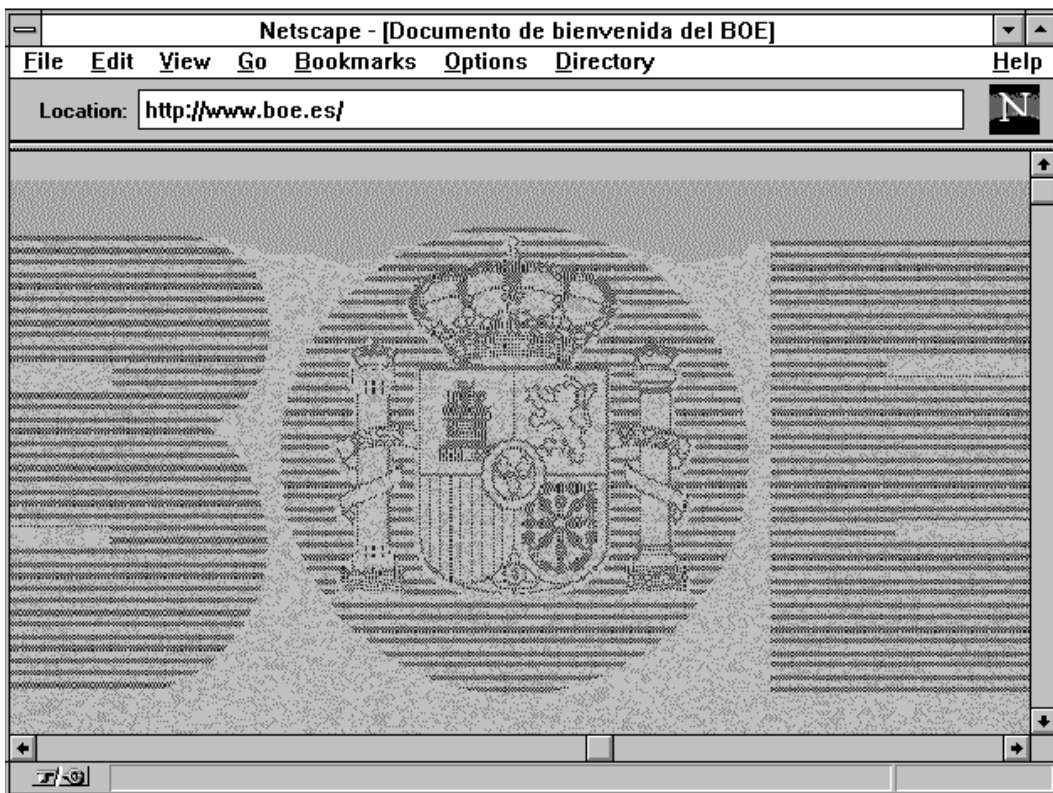 Netscape - [Documento de bienvenida del BOE]
File Edit View Go Bookmarks Options Directory Help
Location: http://www.boe.es/
N